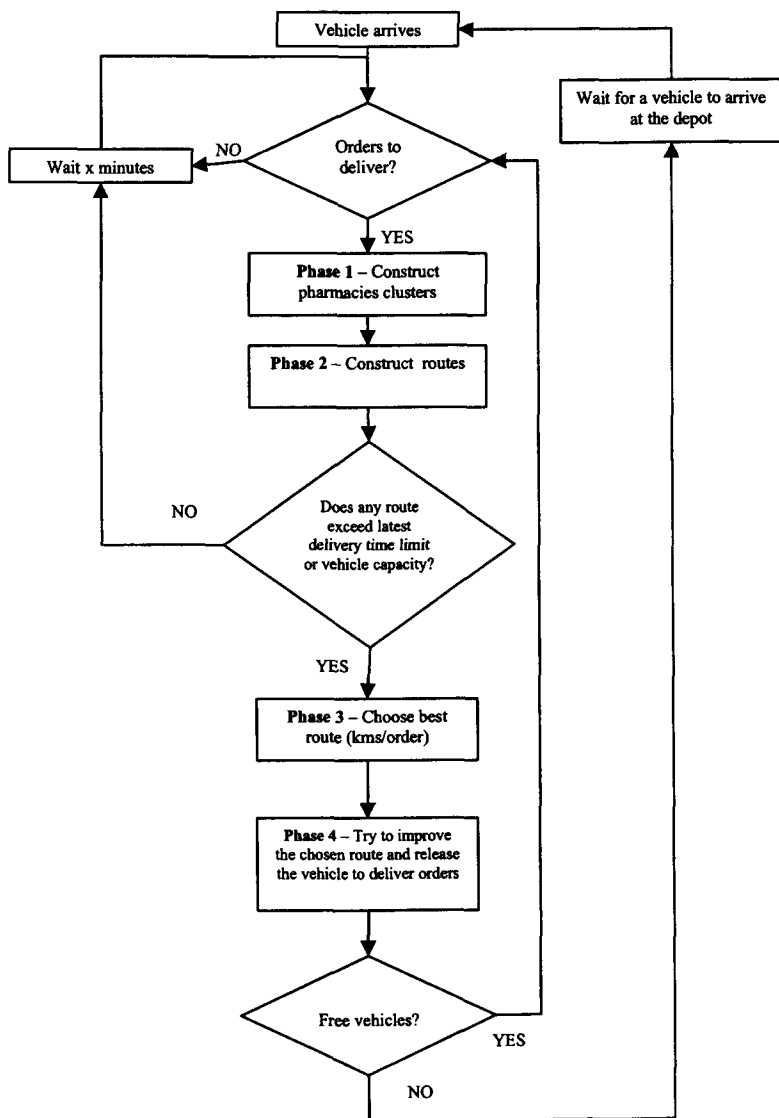 Vehicle arrives
Wait for a vehicle to arrive
at the depot
Orders to
deliver?
NO
Wait x minutes
YES
Phase 1 – Construct
pharmacies clusters
Phase 2 – Construct routes
Does any route
exceed latest
delivery time limit
or vehicle capacity?
NO
YES
Phase 3 – Choose best
route (kms/order)
Phase 4 – Try to improve
the chosen route and release
the vehicle to deliver orders
Free vehicles?
YES
NO